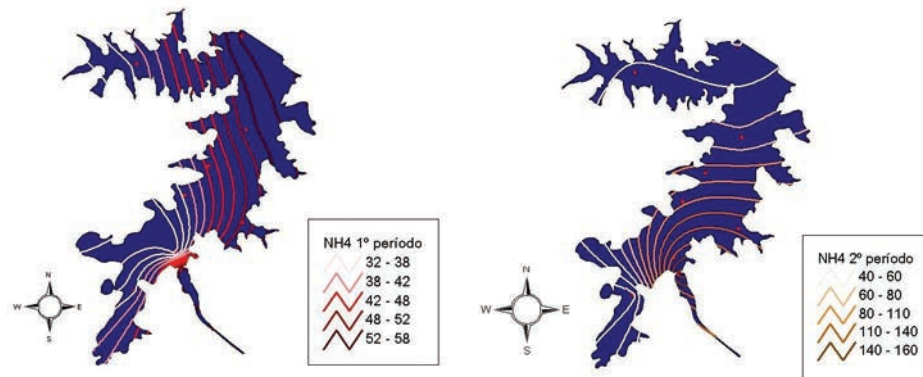 NH4 1º período
32 - 38
38 - 42
42 - 48
48 - 52
52 - 58
N
W E
S
NH4 2º período
40 - 60
60 - 80
80 - 110
110 - 140
140 - 160
N
W E
S